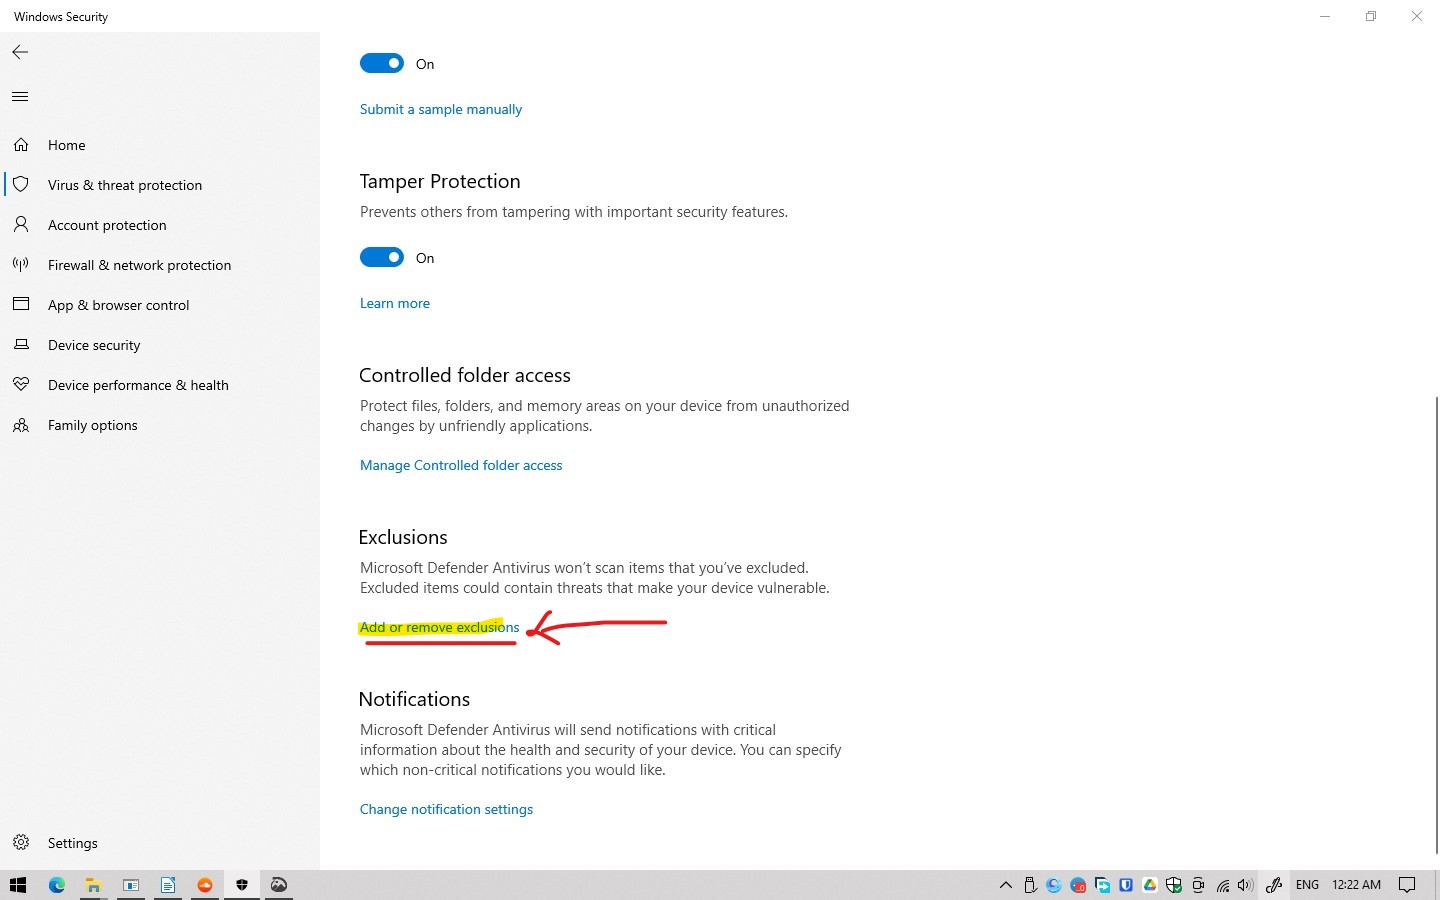 Windows Security
Home
Virus & threat protection
Account protection
Firewall & network protection
App & browser control
Device security
Device performance & health
Family options
Settings
On
Submit a sample manually
Tamper Protection
Prevents others from tampering with important security features.
On
Learn more
Controlled folder access
Protect files, folders, and memory areas on your device from unauthorized
changes by unfriendly applications.
Manage Controlled folder access
Exclusions
Microsoft Defender Antivirus won't scan items that you've excluded.
Excluded items could contain threats that make your device vulnerable.
Add or remove exclusions
Notifications
Microsoft Defender Antivirus will send notifications with critical
information about the health and security of your device. You can specify
which non-critical notifications you would like.
Change notification settings
ENG 12:22 AM